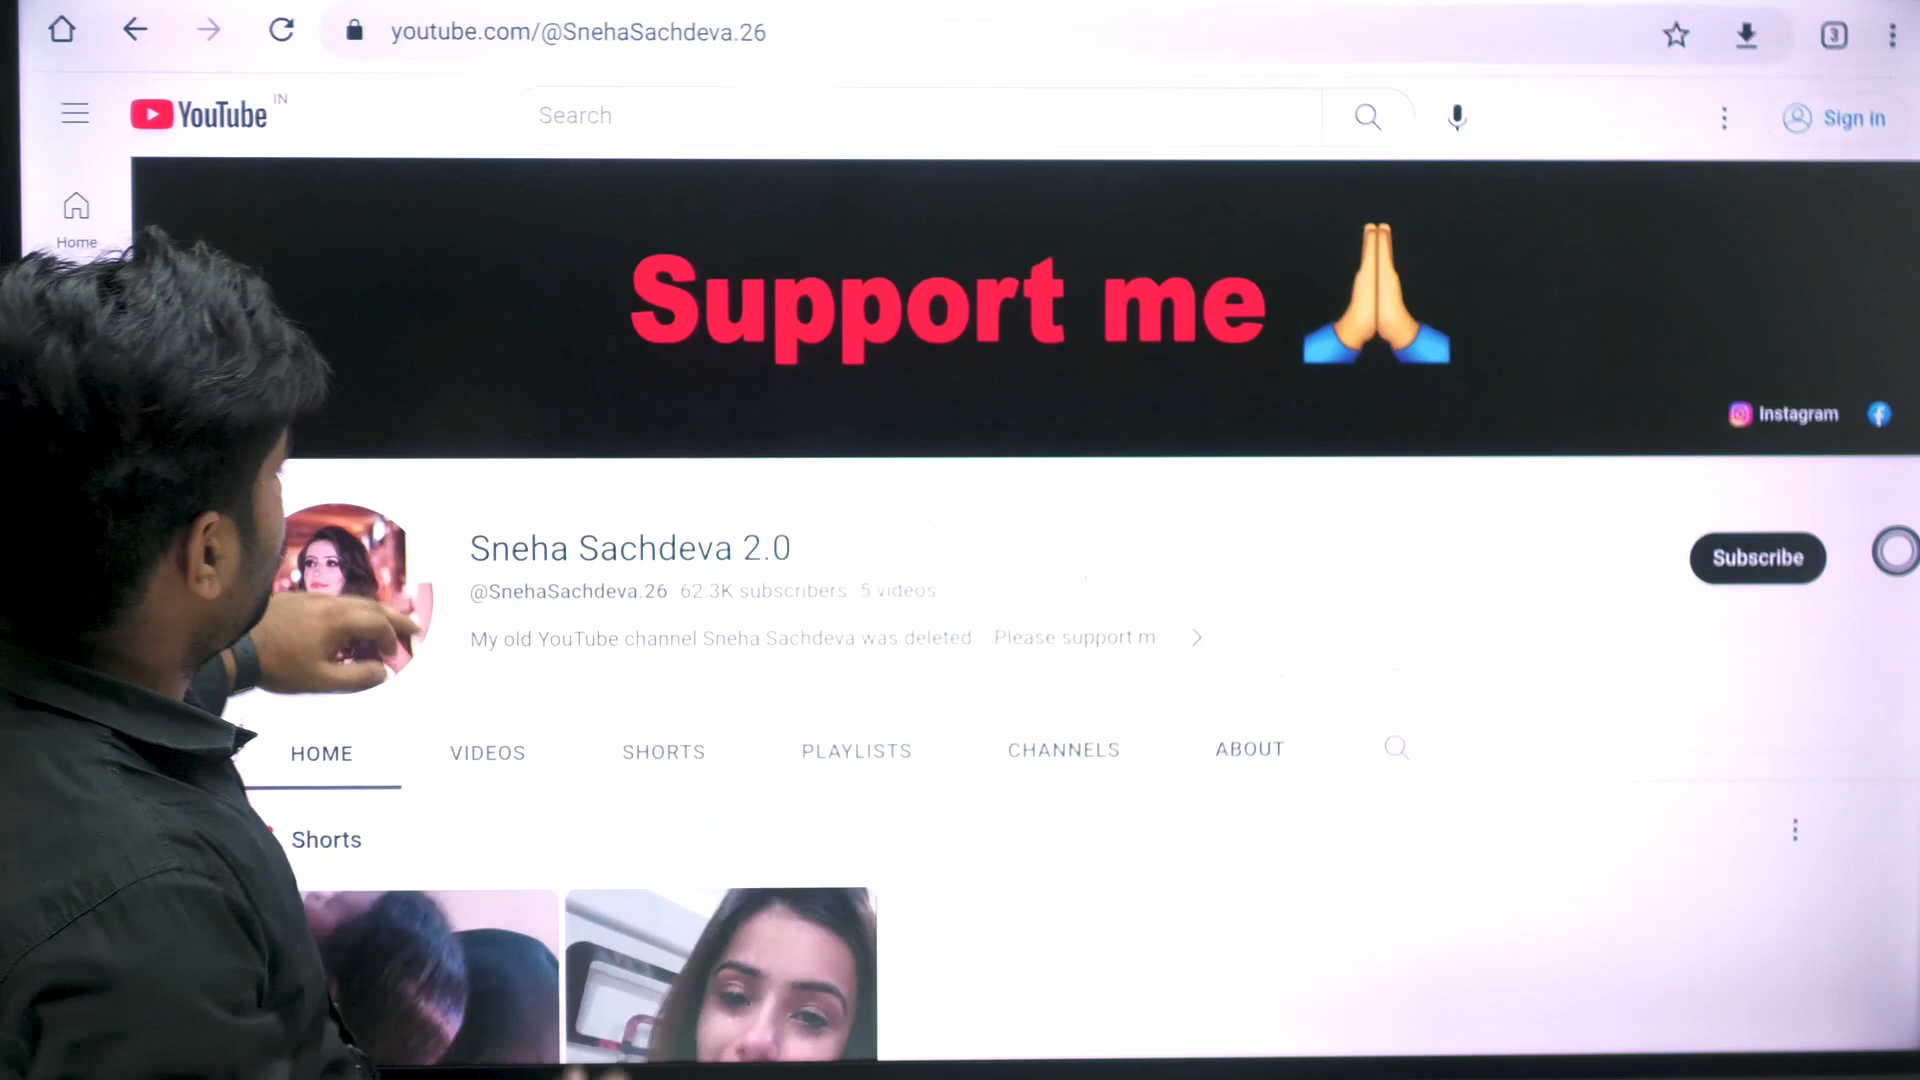 youtube.com/@SnehaSachdeva.26
3
YouTube IN
Search
Sign in
Home
Support me 🙏
Instagram
Sneha Sachdeva 2.0
Subscribe
@SnehaSachdeva.26 62.3K subscribers 5 videos
My old YouTube channel Sneha Sachdeva was deleted Please support m...
HOME VIDEOS SHORTS PLAYLISTS CHANNELS ABOUT
Shorts